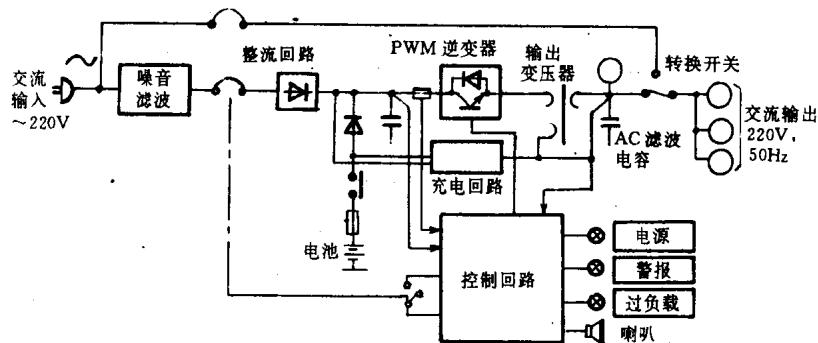 交流
输入
～220V
噪音
滤波
整流回路
PWM 逆变器
输出
变压器
转换开关
交流输出
220V,
50Hz
AC 滤波
电容
充电回路
电池
控制回路
电源
警报
过负载
喇叭